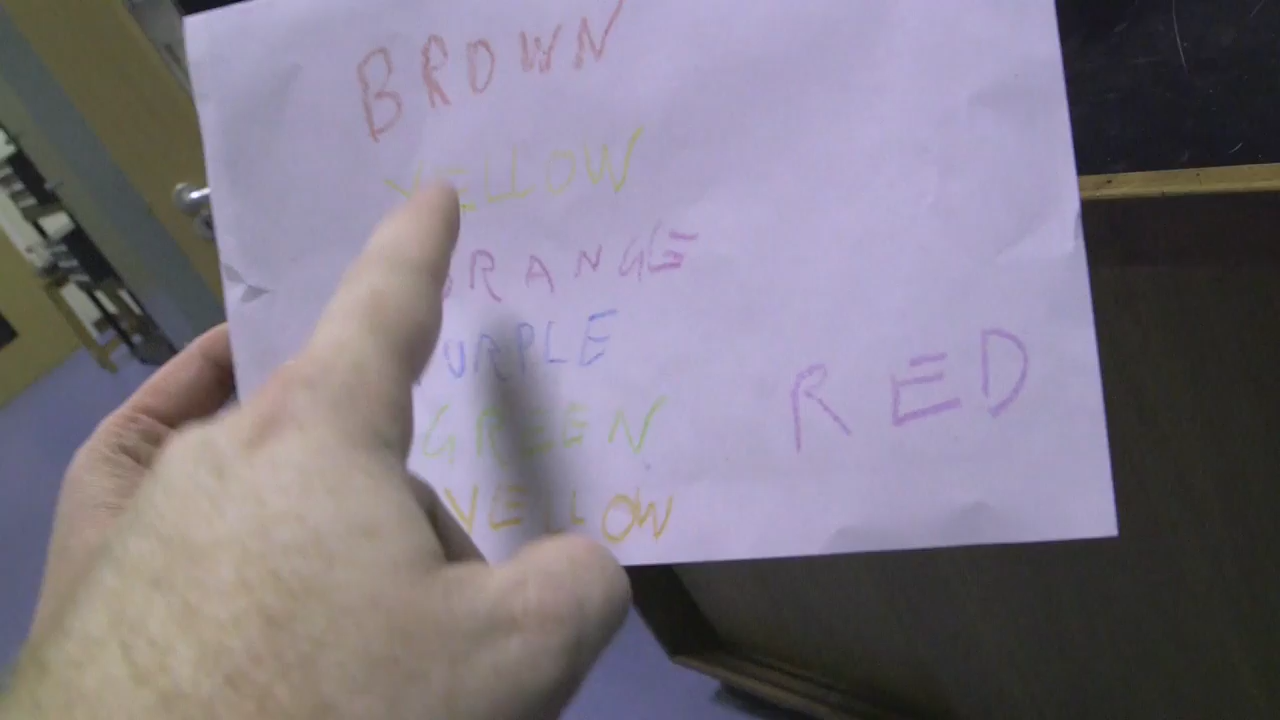 BROWN
YELLOW
ORANGE
PURPLE
RED
GREEN
YELLOW